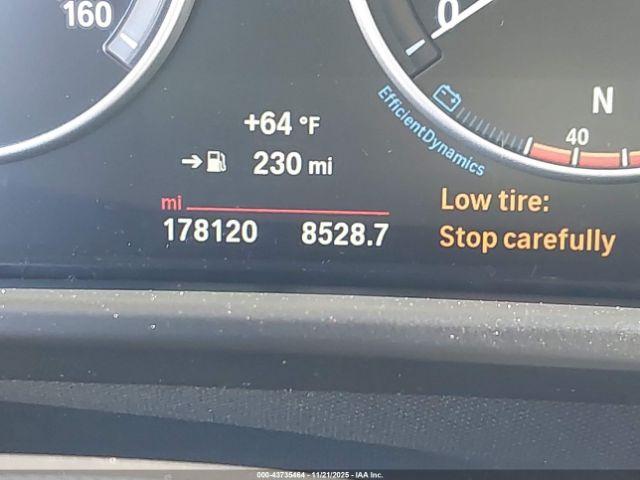 160
0
N
+64 °F
EfficientDynamics
40
230 mi
mi
Low tire:
178120 8528.7
Stop carefully
000-43735464 - 11/21/2025 - IAA Inc.